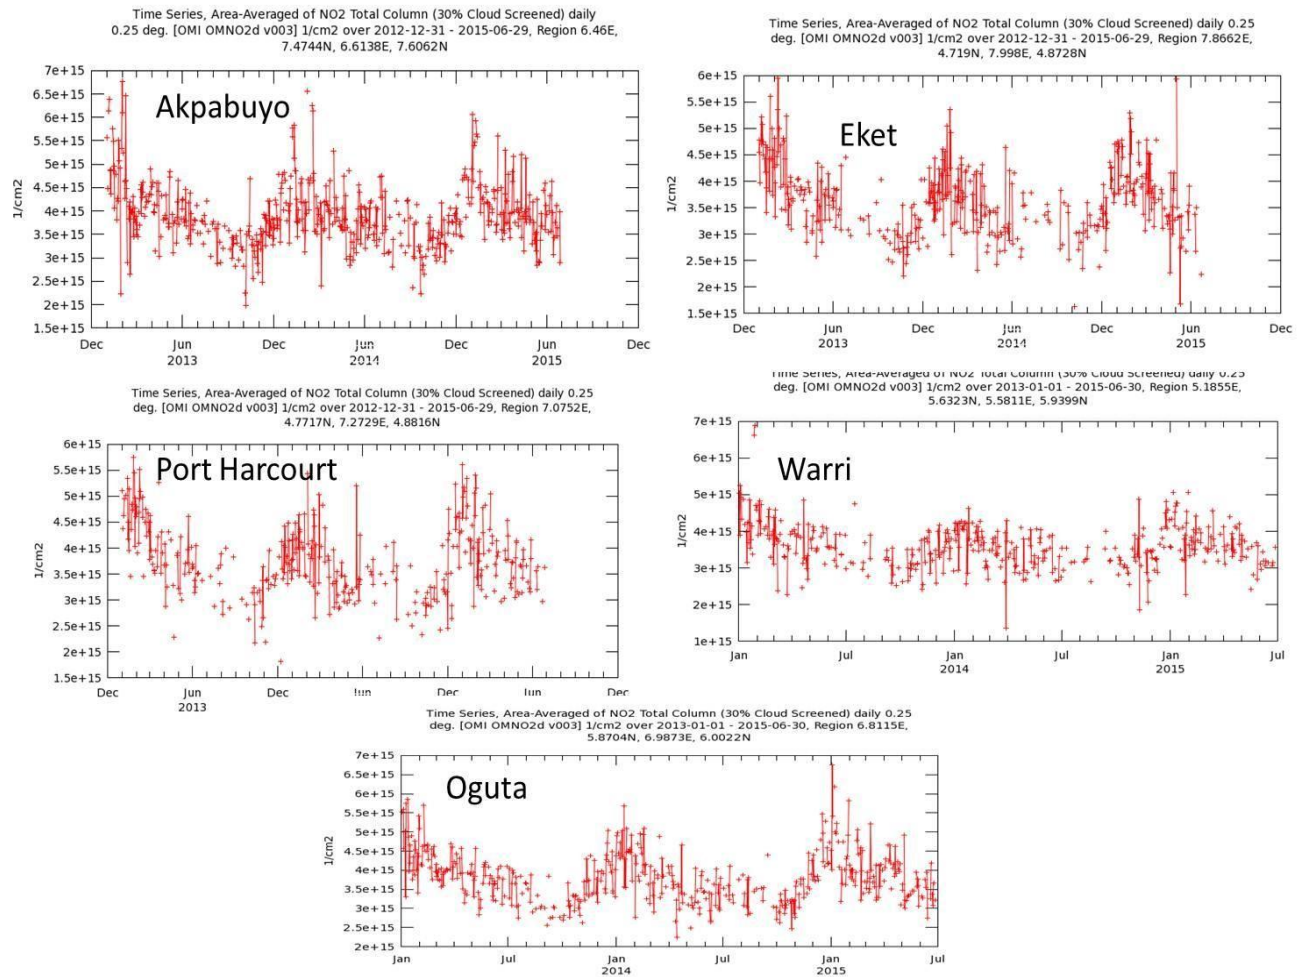 Time Series, Area-Averaged of NO2 Total Column (30% Cloud Screened) daily
0.25 deg. [OMI OMNO2d v003] 1/cm2 over 2012-12-31 - 2015-06-29, Region 6.46E,
7.4744N, 6.6138E, 7.6062N
7e+15
6.5e+15
6e+15
5.5e+15
5e+15
4.5e+15
4e+15
3.5e+15
3e+15
2.5e+15
2e+15
1.5e+15
1/cm2
Akpabuyo
Dec Jun Dec Jun Dec Jun Dec
2013 2014 2015
Time Series, Area-Averaged of NO2 Total Column (30% Cloud Screened) daily 0.25
deg. [OMI OMNO2d v003] 1/cm2 over 2012-12-31 - 2015-06-29, Region 7.8662E,
4.719N, 7.998E, 4.8728N
6e+15
5.5e+15
5e+15
4.5e+15
4e+15
3.5e+15
3e+15
2.5e+15
2e+15
1.5e+15
1/cm2
Eket
Dec Jun Dec Jun Dec Jun Dec
2013 2014 2015
Time Series, Area-Averaged of NO2 Total Column (30% Cloud Screened) daily 0.25
deg. [OMI OMNO2d v003] 1/cm2 over 2012-12-31 - 2015-06-29, Region 7.0752E,
4.7717N, 7.2729E, 4.8816N
6e+15
5.5e+15
5e+15
4.5e+15
4e+15
3.5e+15
3e+15
2.5e+15
2e+15
1.5e+15
1/cm2
Port Harcourt
Dec Jun Dec Jun Dec Jun Dec
2013
Time Series, Area-Averaged of NO2 Total Column (30% Cloud Screened) daily 0.25
deg. [OMI OMNO2d v003] 1/cm2 over 2013-01-01 - 2015-06-30, Region 5.1855E,
5.6323N, 5.5811E, 5.9399N
7e+15
6e+15
5e+15
4e+15
3e+15
2e+15
1e+15
1/cm2
Warri
Jan Jul Jan Jul Jan Jul
2014 2015
Time Series, Area-Averaged of NO2 Total Column (30% Cloud Screened) daily 0.25
deg. [OMI OMNO2d v003] 1/cm2 over 2013-01-01 - 2015-06-30, Region 6.8115E,
5.8704N, 6.9873E, 6.0022N
7e+15
6.5e+15
6e+15
5.5e+15
5e+15
4.5e+15
4e+15
3.5e+15
3e+15
2.5e+15
2e+15
1/cm2
Oguta
Jan Jul Jan Jul Jan Jul
2014 2015